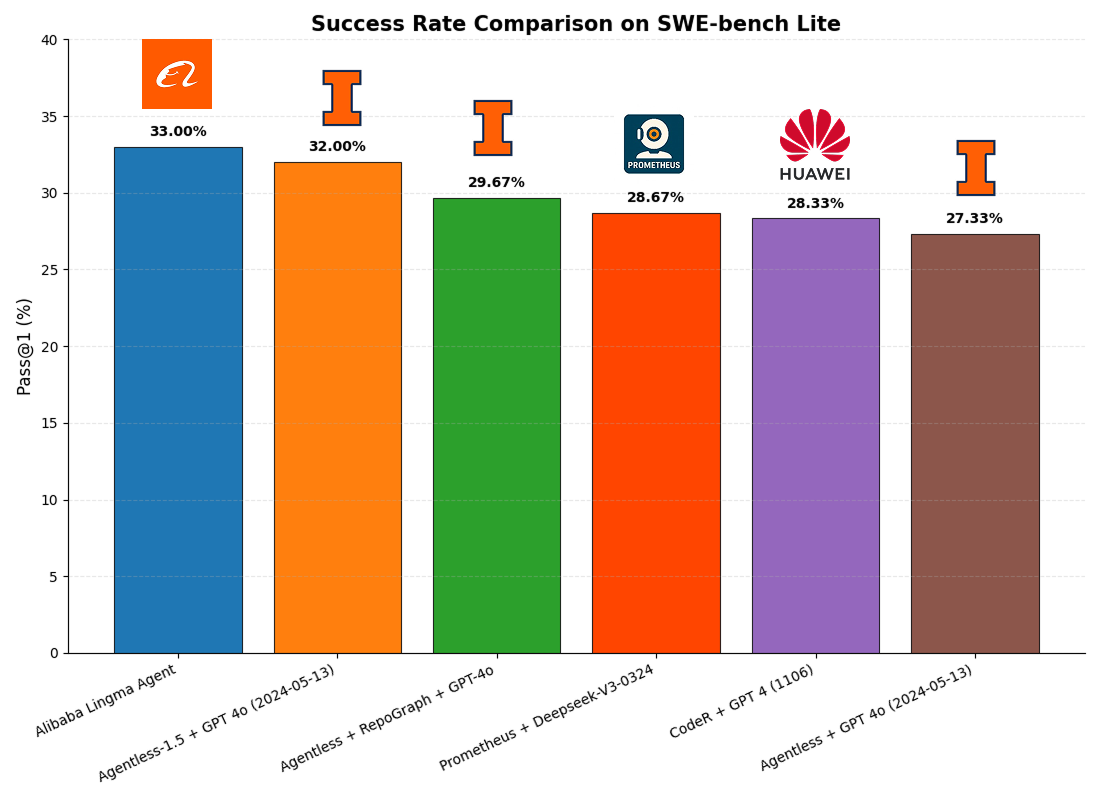 Success Rate Comparison on SWE-bench Lite
40
35
30
25
20
15
10
5
0
Pass@1 (%)
33.00%
32.00%
29.67%
PROMETHEUS
28.67%
HUAWEI
28.33%
27.33%
Alibaba Lingma Agent
Agentless-1.5 + GPT 4o (2024-05-13)
Agentless + RepoGraph + GPT-4o
Prometheus + Deepseek-V3-0324
CodeR + GPT 4 (1106)
Agentless + GPT 4o (2024-05-13)